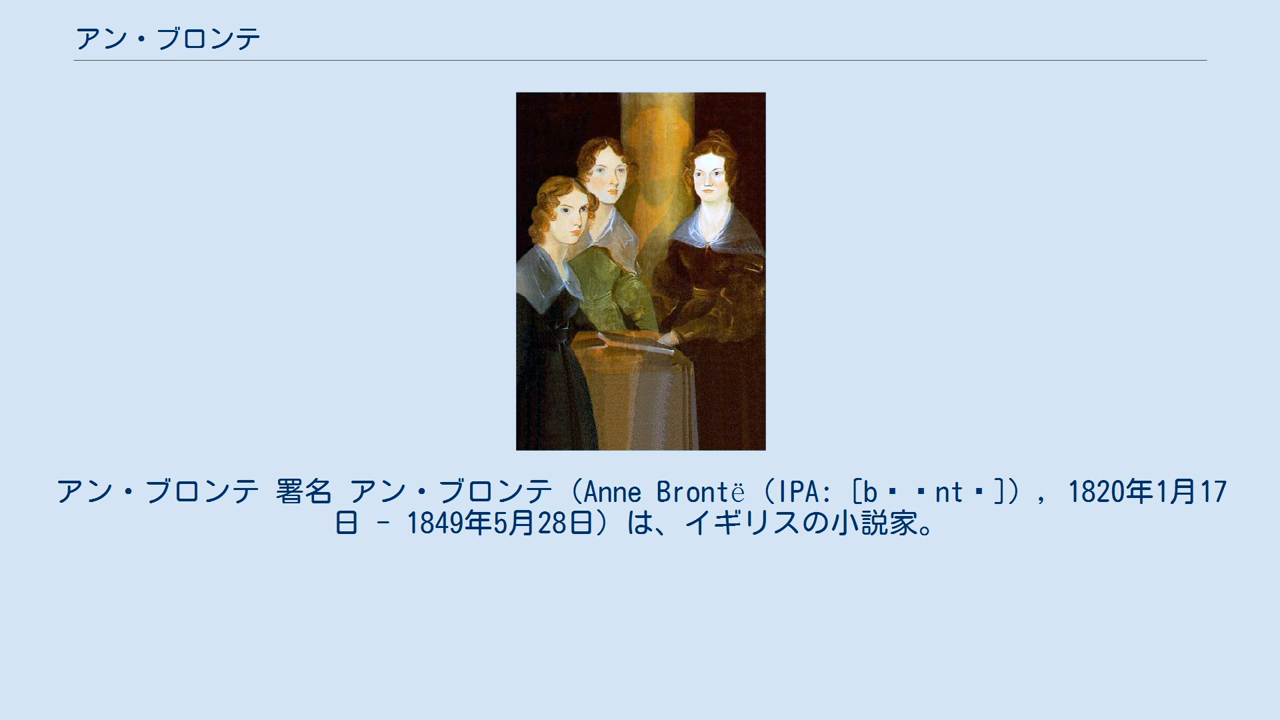 アン・ブロンテ
アン・ブロンテ 署名 アン・ブロンテ（Anne Brontë（IPA: [b▪▪nt▪]）, 1820年1月17
日 - 1849年5月28日）は、イギリスの小説家。